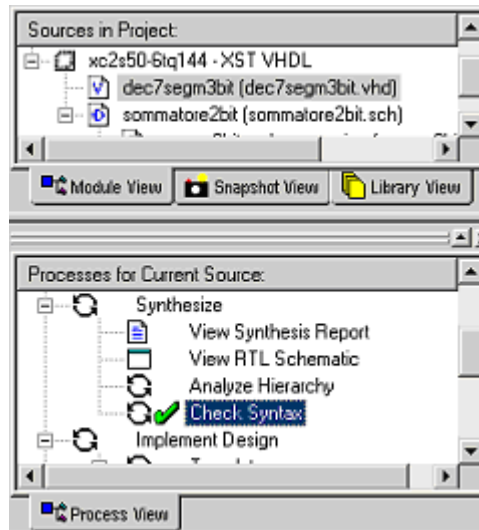 Sources in Project:
xc2s50-6tq144 - XST VHDL
dec7segm3bit (dec7segm3bit.vhd)
sommatore2bit (sommatore2bit.sch)
Module View Snapshot View Library View
Processes for Current Source:
Synthesize
View Synthesis Report
View RTL Schematic
Analyze Hierarchy
Check Syntax
Implement Design
Process View